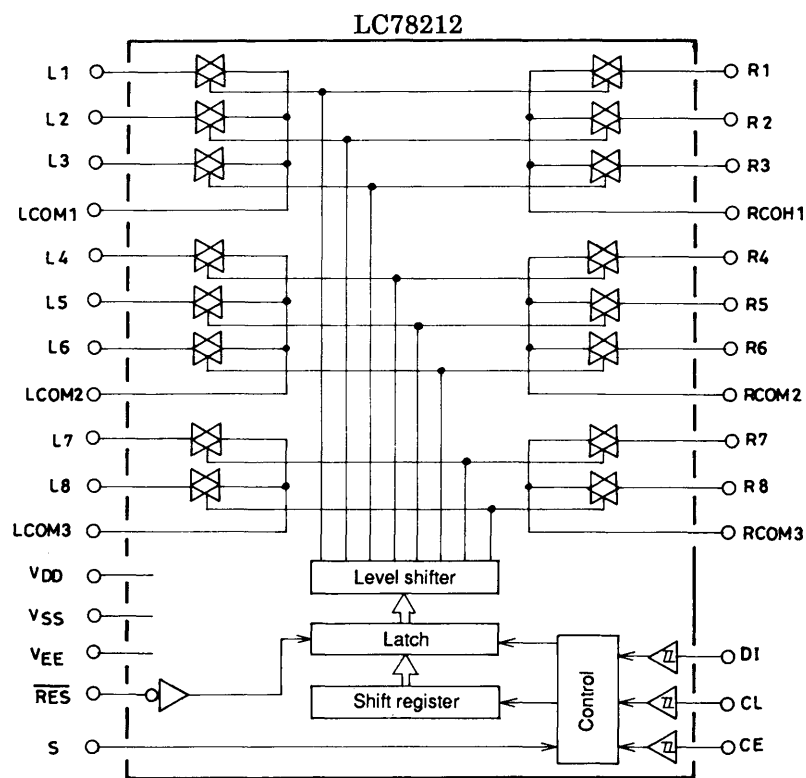 LC78212
L1
R1
L2
R2
L3
R3
LCOM1
RCOH1
L4
R4
L5
R5
L6
R6
LCOM2
RCOM2
L7
R7
L8
R8
LCOM3
RCOM3
VDD
Level shifter
VSS
Latch
VEE
DI
RES
Shift register
Control
CL
S
CE